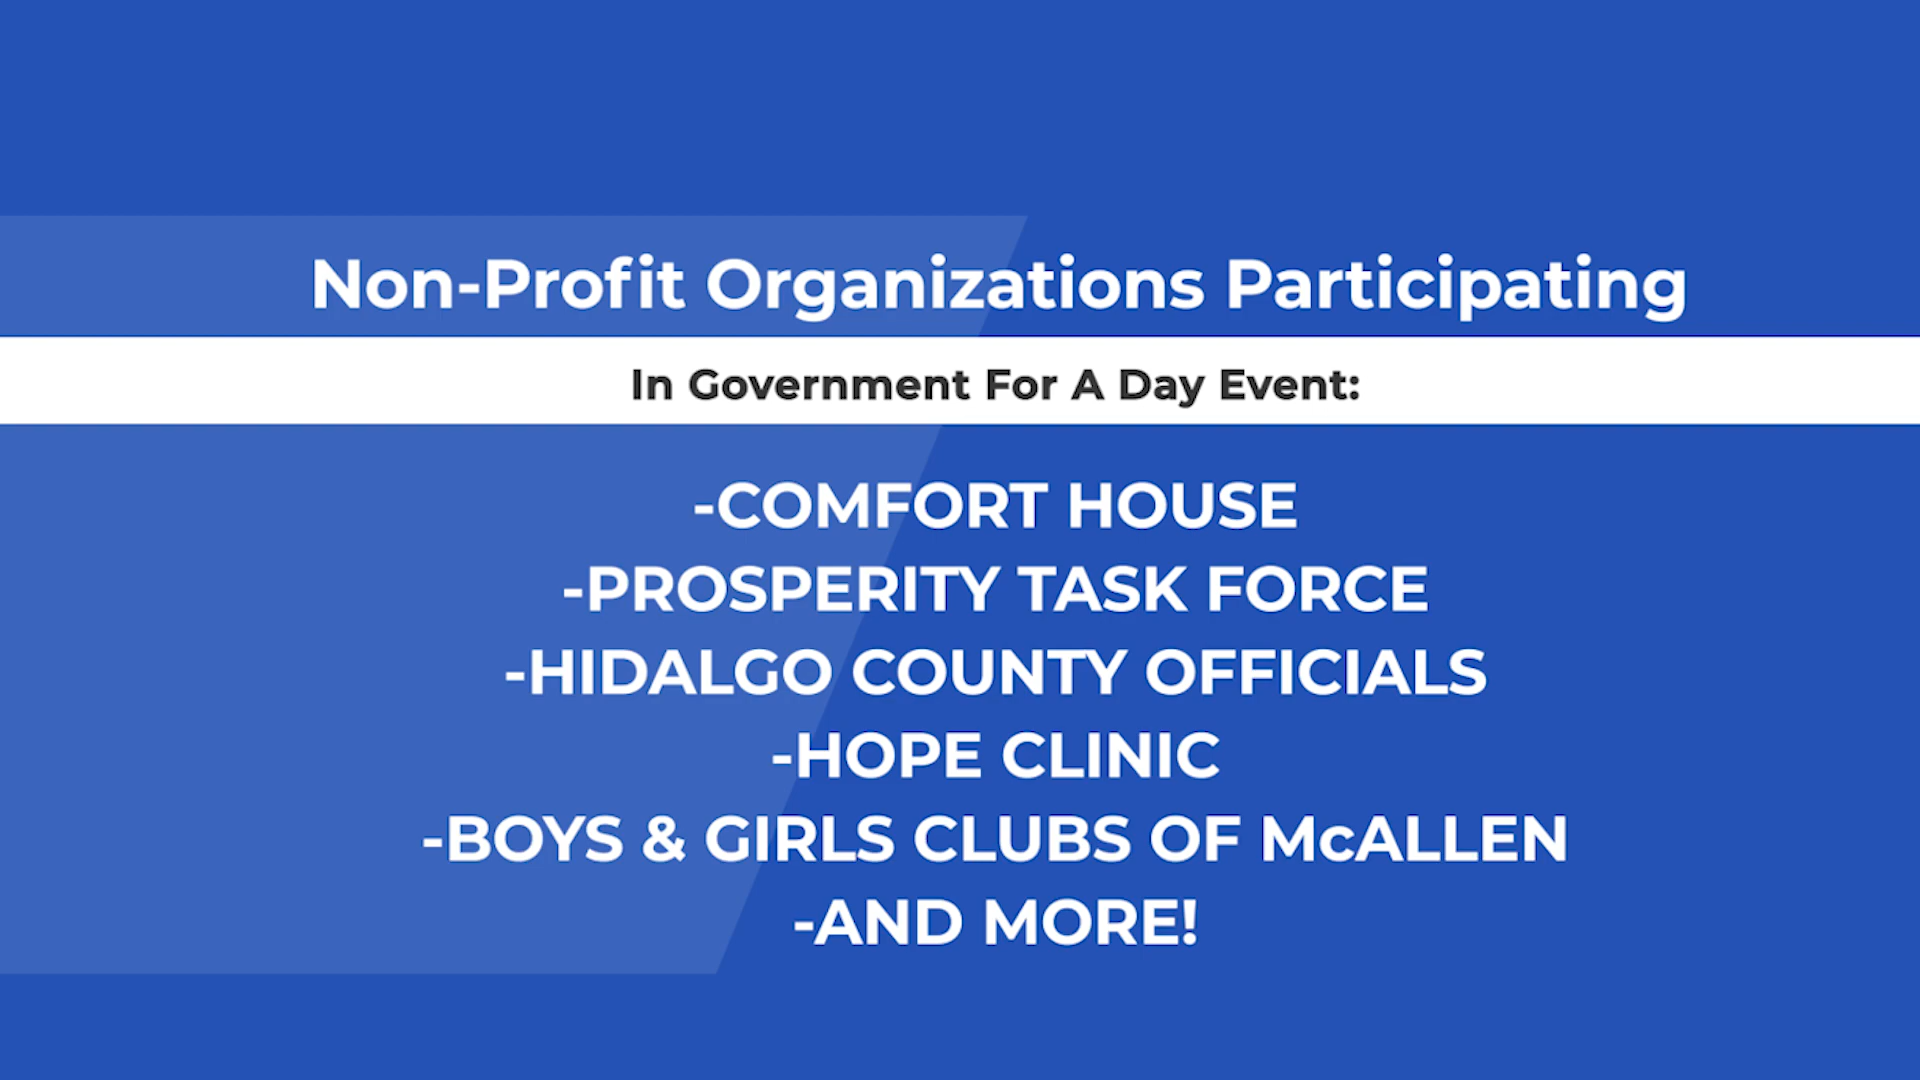 Non-Profit Organizations Participating
In Government For A Day Event:
-COMFORT HOUSE
-PROSPERITY TASK FORCE
-HIDALGO COUNTY OFFICIALS
-HOPE CLINIC
-BOYS & GIRLS CLUBS OF McALLEN
-AND MORE!